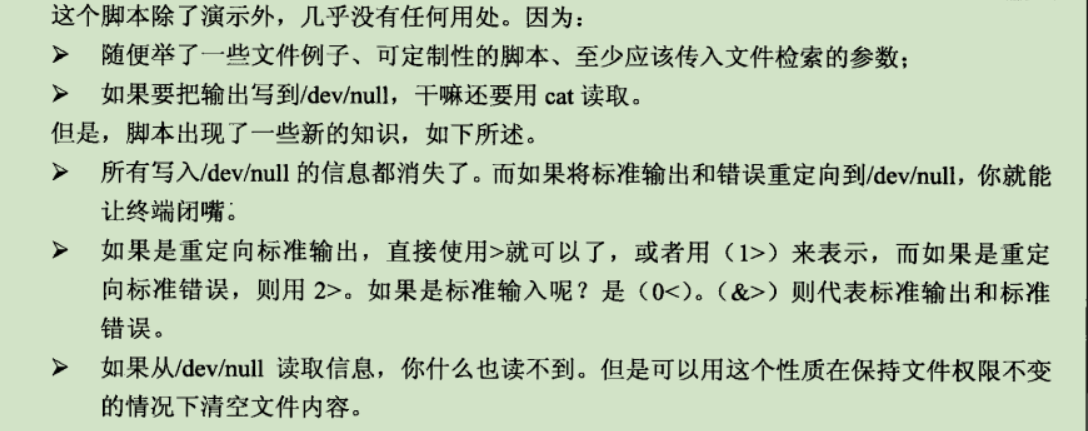 这个脚本除了演示外，几乎没有任何用处。因为：
➢ 随便举了一些文件例子、可定制性的脚本、至少应该传入文件检索的参数；
➢ 如果要把输出写到/dev/null，干嘛还要用 cat 读取。
但是，脚本出现了一些新的知识，如下所述。
➢ 所有写入/dev/null 的信息都消失了。而如果将标准输出和错误重定向到/dev/null，你就能
让终端闭嘴。
➢ 如果是重定向标准输出，直接使用>就可以了，或者用（1>）来表示，而如果是重定
向标准错误，则用 2>。如果是标准输入呢？是（0<）。（&>）则代表标准输出和标准
错误。
➢ 如果从/dev/null 读取信息，你什么也读不到。但是可以用这个性质在保持文件权限不变
的情况下清空文件内容。